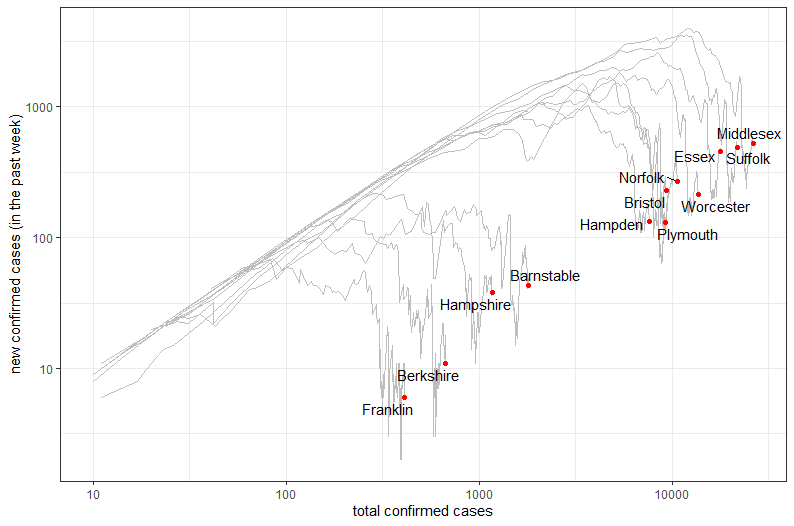 new confirmed cases (in the past week)
1000
100
10
Middlesex
Essex
Suffolk
Norfolk
Bristol
Worcester
Hampden
Plymouth
Barnstable
Hampshire
Berkshire
Franklin
10
100
1000
10000
total confirmed cases